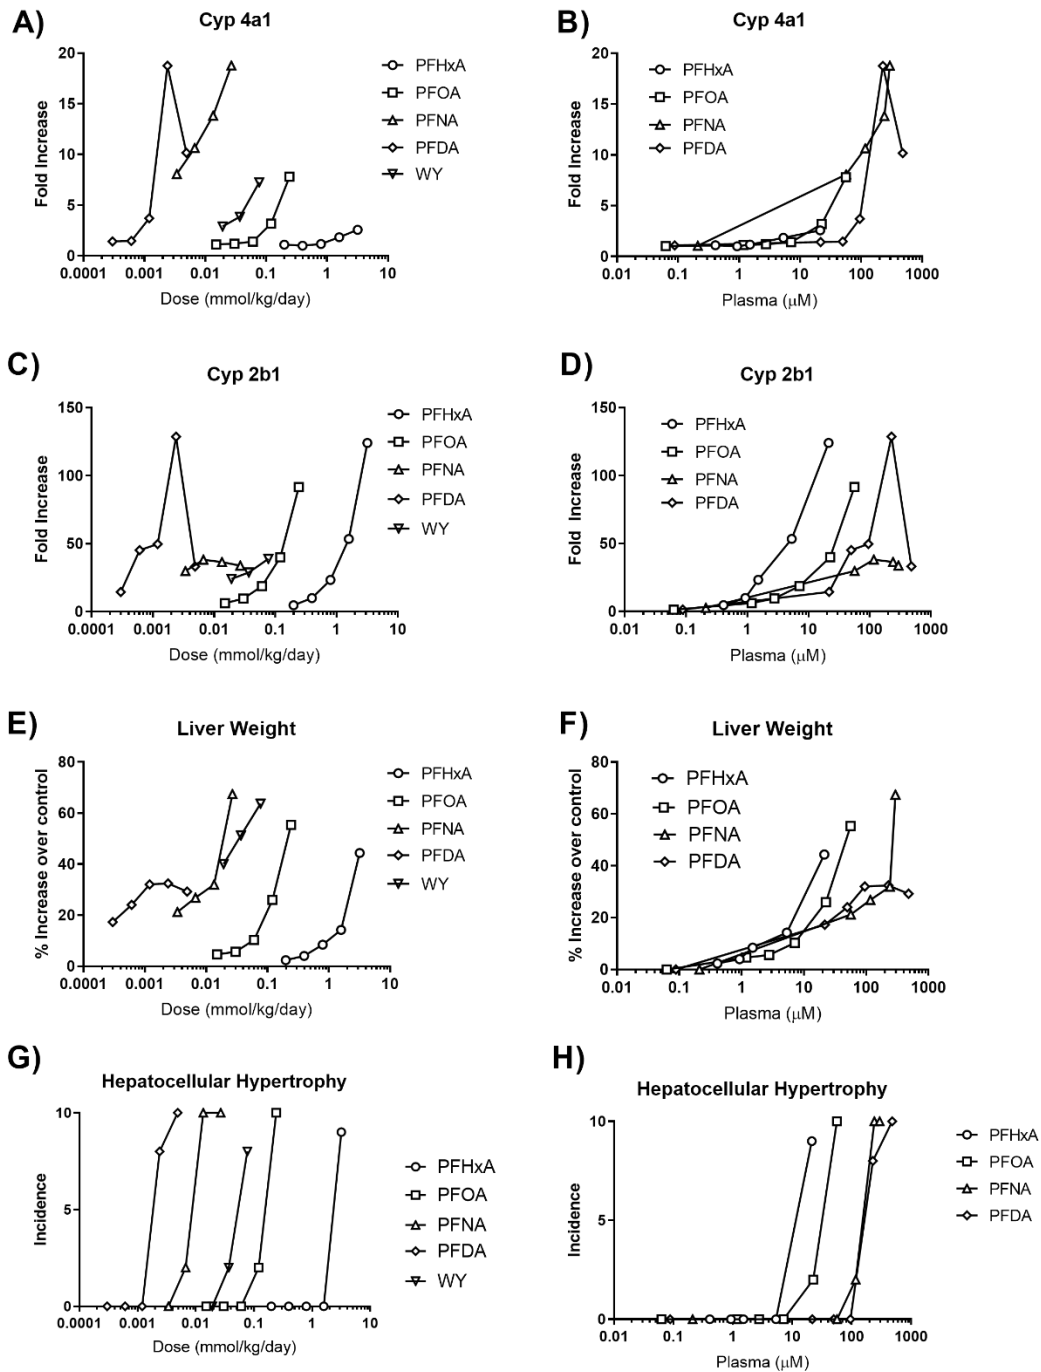 A)
Cyp 4a1
Fold Increase
20
15
10
5
0
0.0001 0.001 0.01 0.1 1 10
Dose (mmol/kg/day)
PFHxA
PFOA
PFNA
PFDA
WY
B)
Cyp 4a1
Fold Increase
20
15
10
5
0
0.01 0.1 1 10 100 1000
Plasma (μM)
PFHxA
PFOA
PFNA
PFDA
C)
Cyp 2b1
Fold Increase
150
100
50
0
0.0001 0.001 0.01 0.1 1 10
Dose (mmol/kg/day)
PFHxA
PFOA
PFNA
PFDA
WY
D)
Cyp 2b1
Fold Increase
150
100
50
0
0.01 0.1 1 10 100 1000
Plasma (μM)
PFHxA
PFOA
PFNA
PFDA
E)
Liver Weight
% Increase over control
80
60
40
20
0
0.0001 0.001 0.01 0.1 1 10
Dose (mmol/kg/day)
PFHxA
PFOA
PFNA
PFDA
WY
F)
Liver Weight
% Increase over control
80
60
40
20
0
0.01 0.1 1 10 100 1000
Plasma (μM)
PFHxA
PFOA
PFNA
PFDA
G)
Hepatocellular Hypertrophy
Incidence
10
5
0
0.0001 0.001 0.01 0.1 1 10
Dose (mmol/kg/day)
PFHxA
PFOA
PFNA
PFDA
WY
H)
Hepatocellular Hypertrophy
Incidence
10
5
0
0.01 0.1 1 10 100 1000
Plasma (μM)
PFHxA
PFOA
PFNA
PFDA